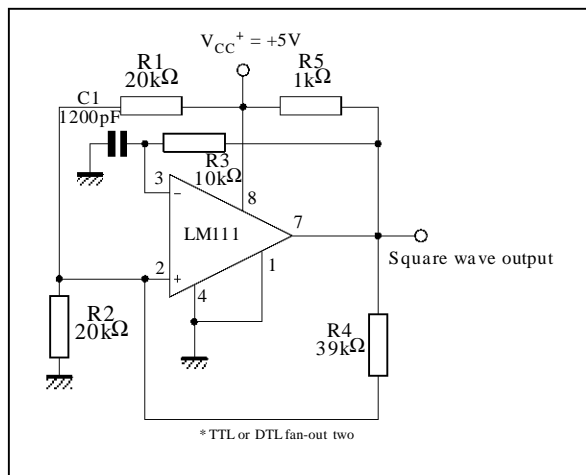 V_CC⁺ = +5V
R1
20kΩ
R5
1kΩ
C1
1200pF
R3
10kΩ
3
−
8
LM111
7
1
2
+
4
Square wave output
R2
20kΩ
R4
39kΩ
* TTL or DTL fan-out two